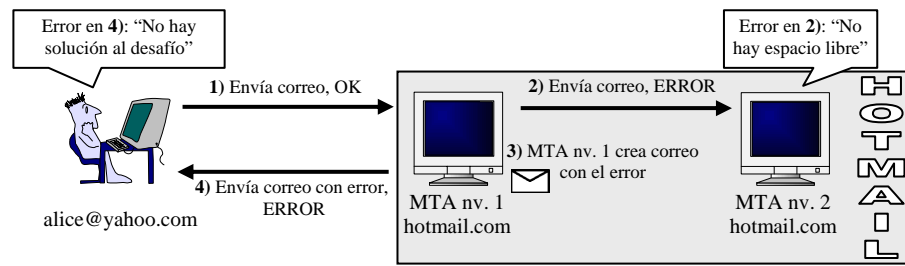 Error en 4): “No hay
solución al desafío”
Error en 2): “No
hay espacio libre”
1) Envía correo, OK
2) Envía correo, ERROR
3) MTA nv. 1 crea correo
con el error
4) Envía correo con error,
ERROR
alice@yahoo.com
MTA nv. 1
hotmail.com
MTA nv. 2
hotmail.com
HOTMAIL